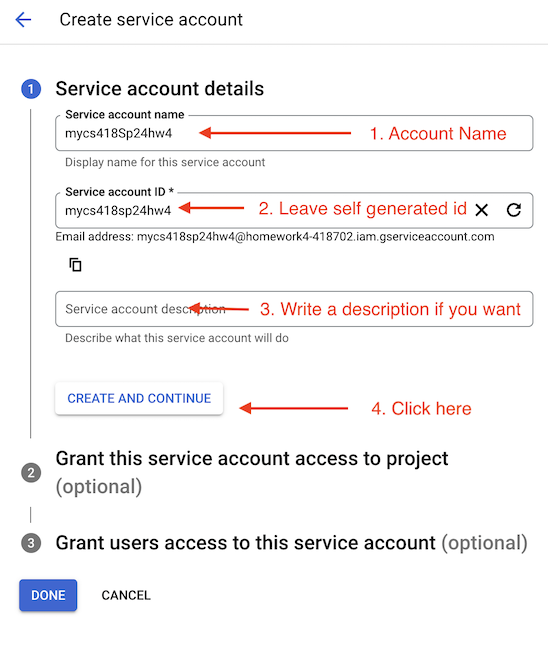 Create service account
1 Service account details
Service account name
mycs418Sp24hw4
1. Account Name
Display name for this service account
Service account ID *
mycs418sp24hw4
2. Leave self generated id
Email address: mycs418sp24hw4@homework4-418702.iam.gserviceaccount.com
Service account description
3. Write a description if you want
Describe what this service account will do
CREATE AND CONTINUE
4. Click here
2 Grant this service account access to project
(optional)
3 Grant users access to this service account (optional)
DONE
CANCEL